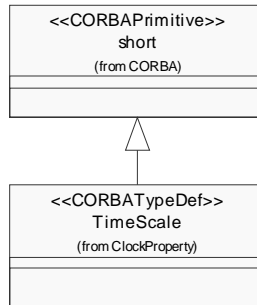 <<CORBAPrimitive>>
short
(from CORBA)
<<CORBATypeDef>>
TimeScale
(from ClockProperty)